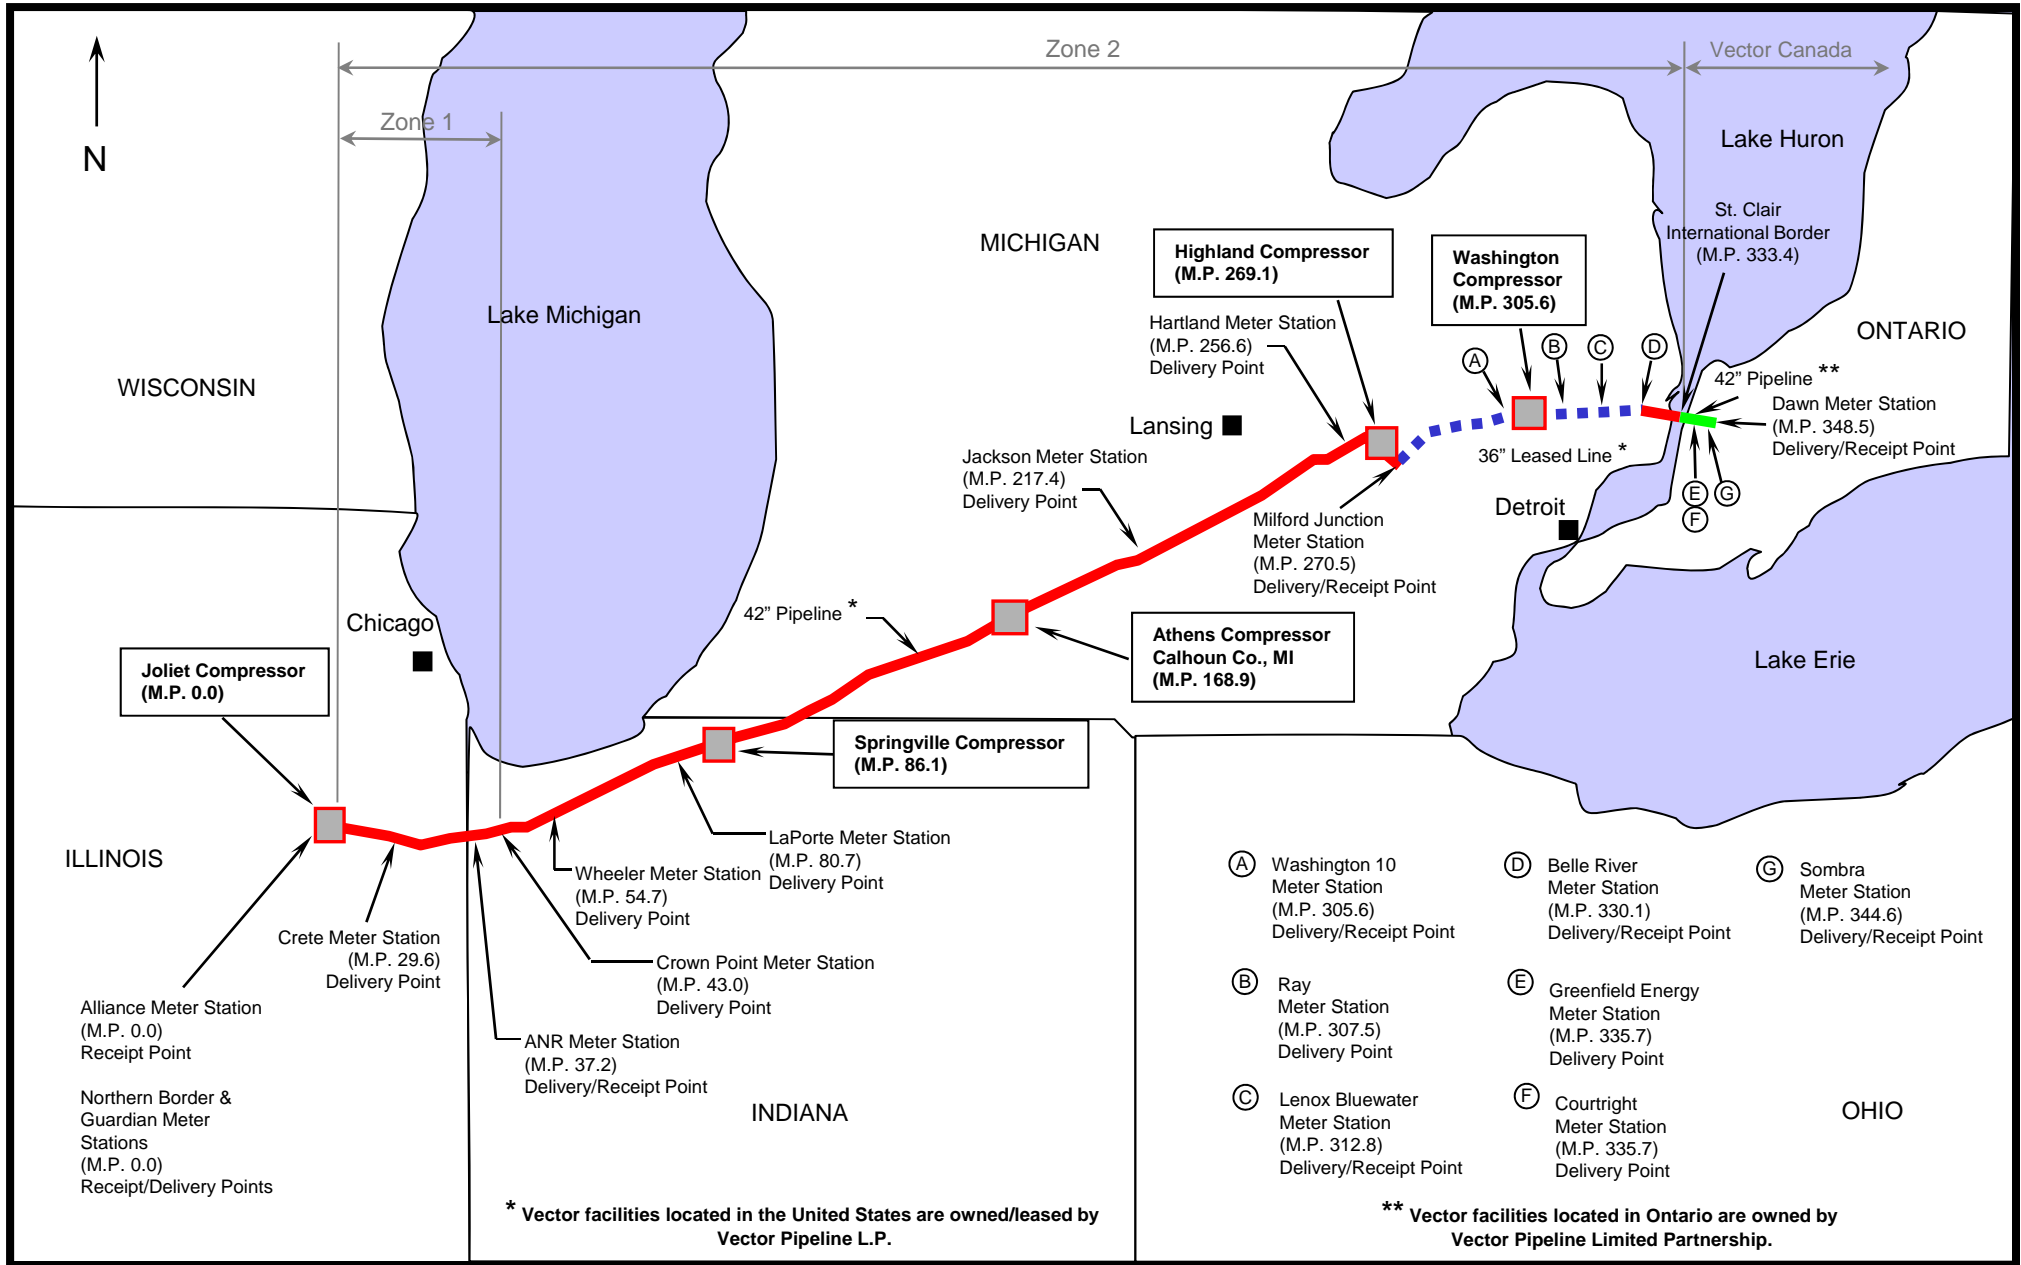 Zone 2
Vector Canada
Zone 1
N
Lake Huron
St. Clair
International Border
(M.P. 333.4)
MICHIGAN
Highland Compressor
(M.P. 269.1)
Washington
Compressor
(M.P. 305.6)
Lake Michigan
Hartland Meter Station
(M.P. 256.6)
Delivery Point
A
B
C
D
ONTARIO
WISCONSIN
42” Pipeline **
Dawn Meter Station
(M.P. 348.5)
Delivery/Receipt Point
Lansing
36” Leased Line *
Jackson Meter Station
(M.P. 217.4)
Delivery Point
E
F
G
Detroit
Milford Junction
Meter Station
(M.P. 270.5)
Delivery/Receipt Point
42” Pipeline *
Chicago
Athens Compressor
Calhoun Co., MI
(M.P. 168.9)
Lake Erie
Joliet Compressor
(M.P. 0.0)
Springville Compressor
(M.P. 86.1)
ILLINOIS
LaPorte Meter Station
(M.P. 80.7)
Delivery Point
Wheeler Meter Station
(M.P. 54.7)
Delivery Point
Crete Meter Station
(M.P. 29.6)
Delivery Point
Crown Point Meter Station
(M.P. 43.0)
Delivery Point
Alliance Meter Station
(M.P. 0.0)
Receipt Point
ANR Meter Station
(M.P. 37.2)
Delivery/Receipt Point
Northern Border &
Guardian Meter
Stations
(M.P. 0.0)
Receipt/Delivery Points
INDIANA
A Washington 10
Meter Station
(M.P. 305.6)
Delivery/Receipt Point
B Ray
Meter Station
(M.P. 307.5)
Delivery Point
C Lenox Bluewater
Meter Station
(M.P. 312.8)
Delivery/Receipt Point
D Belle River
Meter Station
(M.P. 330.1)
Delivery/Receipt Point
E Greenfield Energy
Meter Station
(M.P. 335.7)
Delivery Point
F Courtright
Meter Station
(M.P. 335.7)
Delivery Point
G Sombra
Meter Station
(M.P. 344.6)
Delivery/Receipt Point
OHIO
* Vector facilities located in the United States are owned/leased by
Vector Pipeline L.P.
** Vector facilities located in Ontario are owned by
Vector Pipeline Limited Partnership.